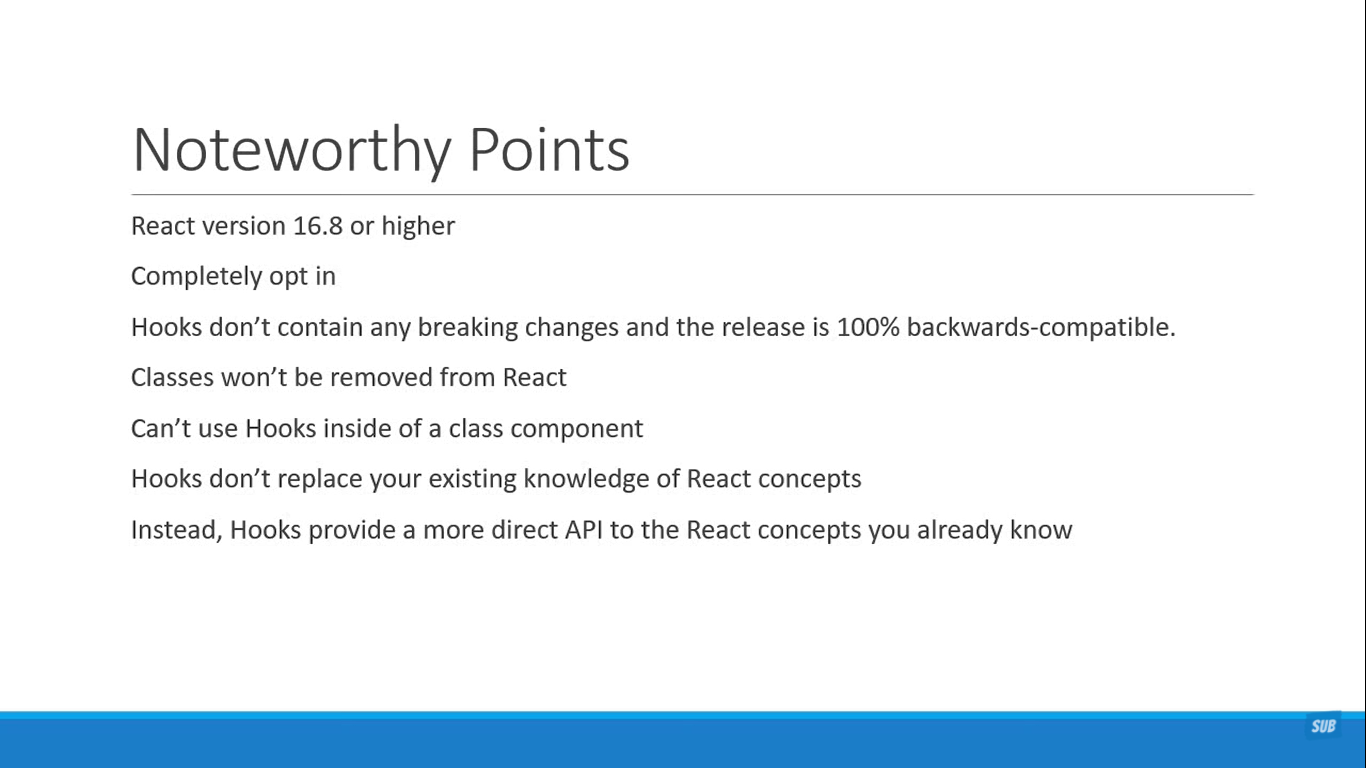 Noteworthy Points
React version 16.8 or higher
Completely opt in
Hooks don’t contain any breaking changes and the release is 100% backwards-compatible.
Classes won’t be removed from React
Can’t use Hooks inside of a class component
Hooks don’t replace your existing knowledge of React concepts
Instead, Hooks provide a more direct API to the React concepts you already know
SUB